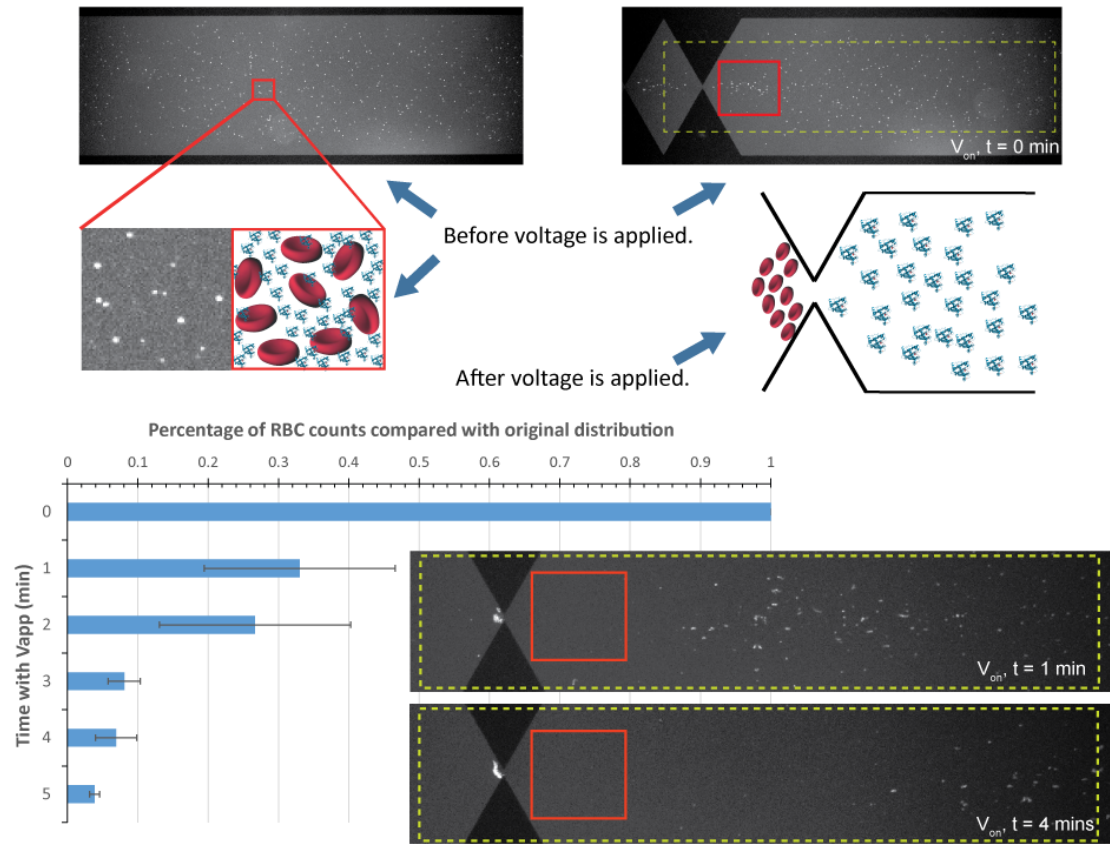 V_on, t = 0 min
Before voltage is applied.
After voltage is applied.
Percentage of RBC counts compared with original distribution
0 0.1 0.2 0.3 0.4 0.5 0.6 0.7 0.8 0.9 1
Time with Vapp (min)
0
1
2
3
4
5
V_on, t = 1 min
V_on, t = 4 mins